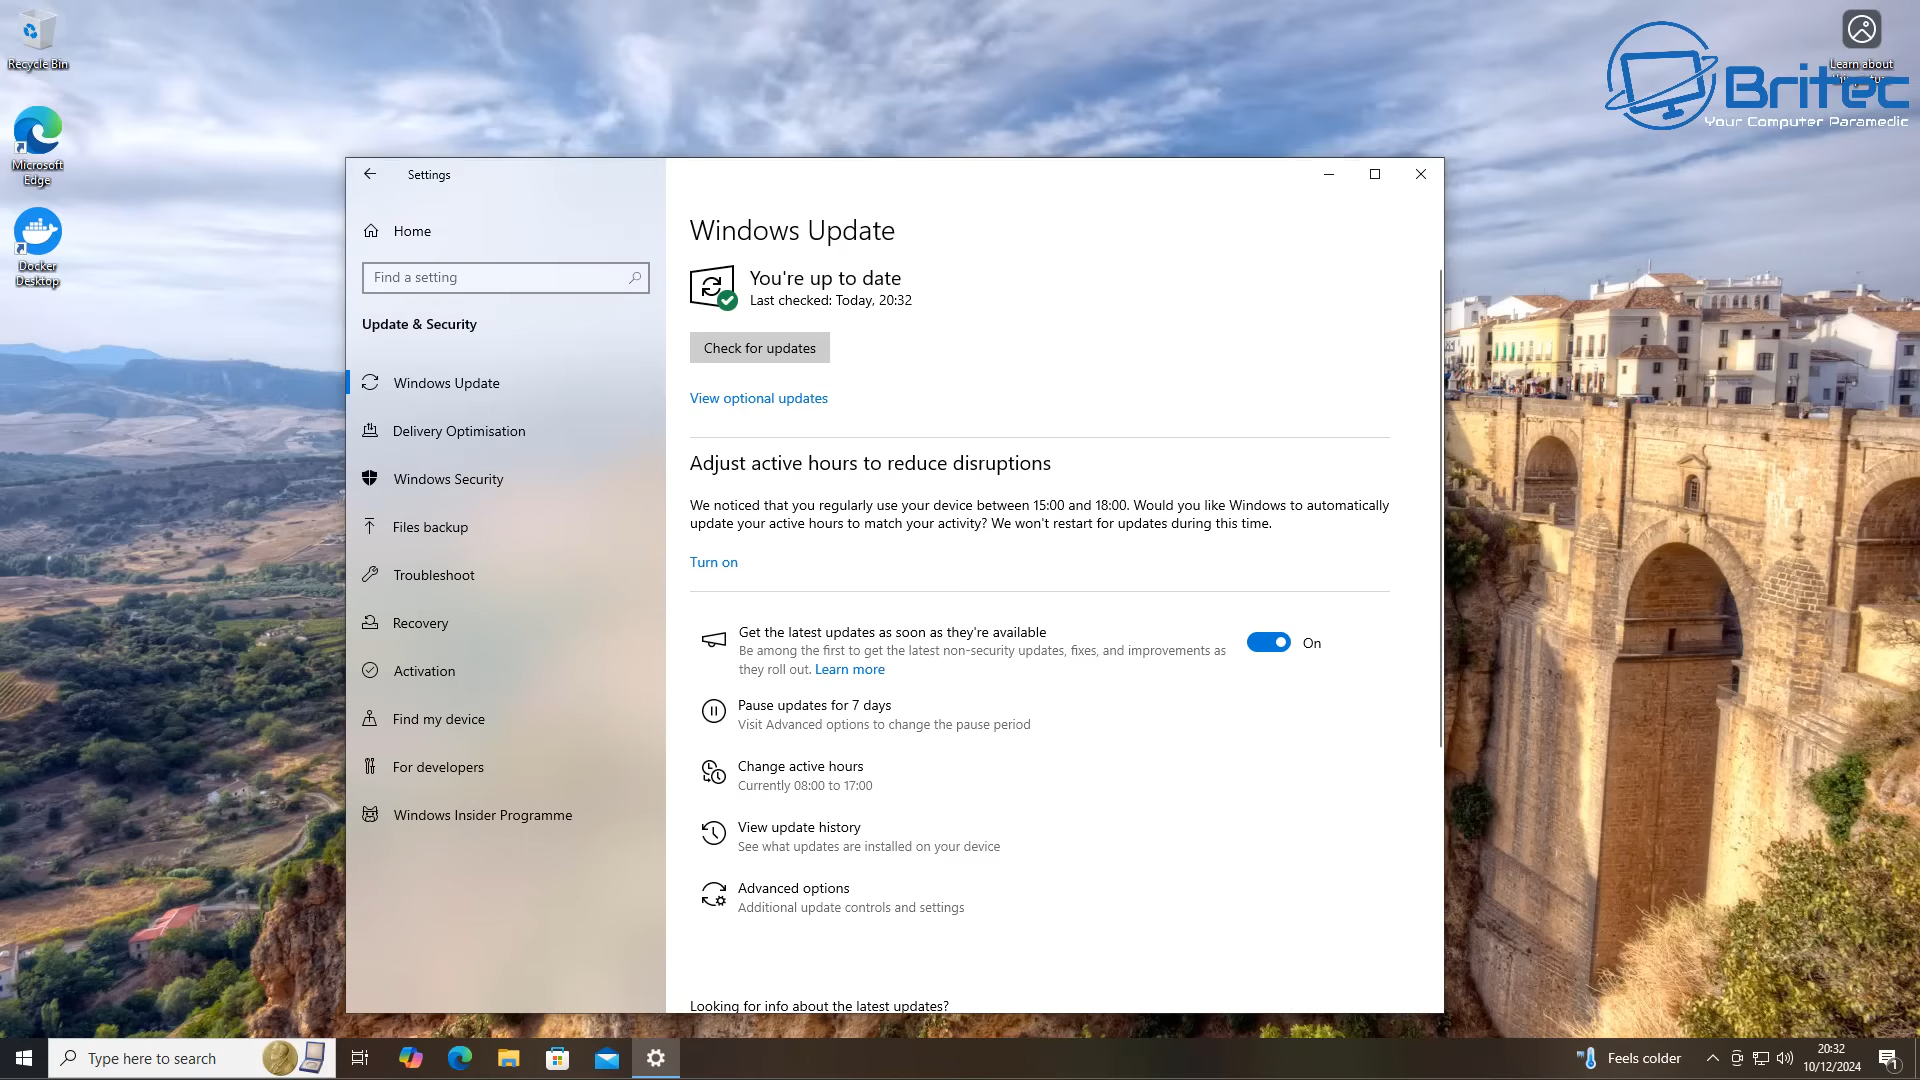 Recycle Bin
Microsoft
Edge
Docker
Desktop
Learn about
Britec
Your Computer Paramedic
Settings
Home
Find a setting
Update & Security
Windows Update
Delivery Optimisation
Windows Security
Files backup
Troubleshoot
Recovery
Activation
Find my device
For developers
Windows Insider Programme
Windows Update
You're up to date
Last checked: Today, 20:32
Check for updates
View optional updates
Adjust active hours to reduce disruptions
We noticed that you regularly use your device between 15:00 and 18:00. Would you like Windows to automatically
update your active hours to match your activity? We won't restart for updates during this time.
Turn on
Get the latest updates as soon as they're available
Be among the first to get the latest non-security updates, fixes, and improvements as
they roll out. Learn more
On
Pause updates for 7 days
Visit Advanced options to change the pause period
Change active hours
Currently 08:00 to 17:00
View update history
See what updates are installed on your device
Advanced options
Additional update controls and settings
Looking for info about the latest updates?
Type here to search
Feels colder
20:32
10/12/2024
1